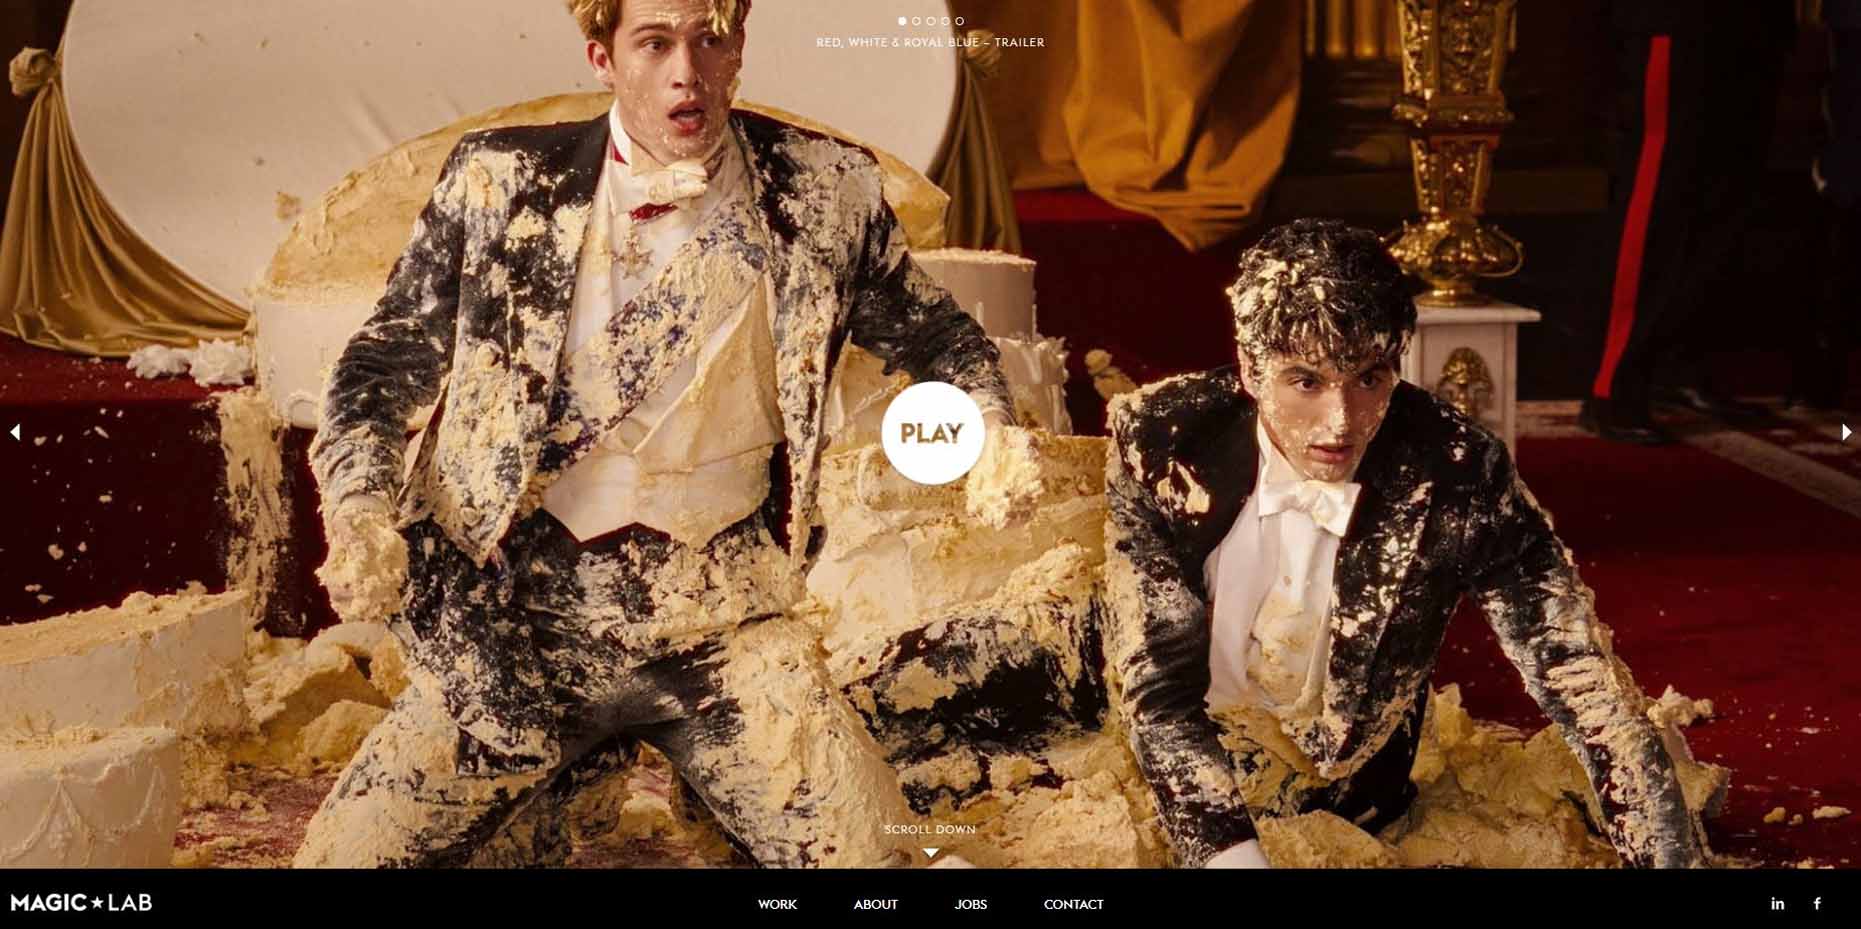 RED, WHITE & ROYAL BLUE – TRAILER
PLAY
SCROLL DOWN
MAGIC★LAB
WORK
ABOUT
JOBS
CONTACT
in
f